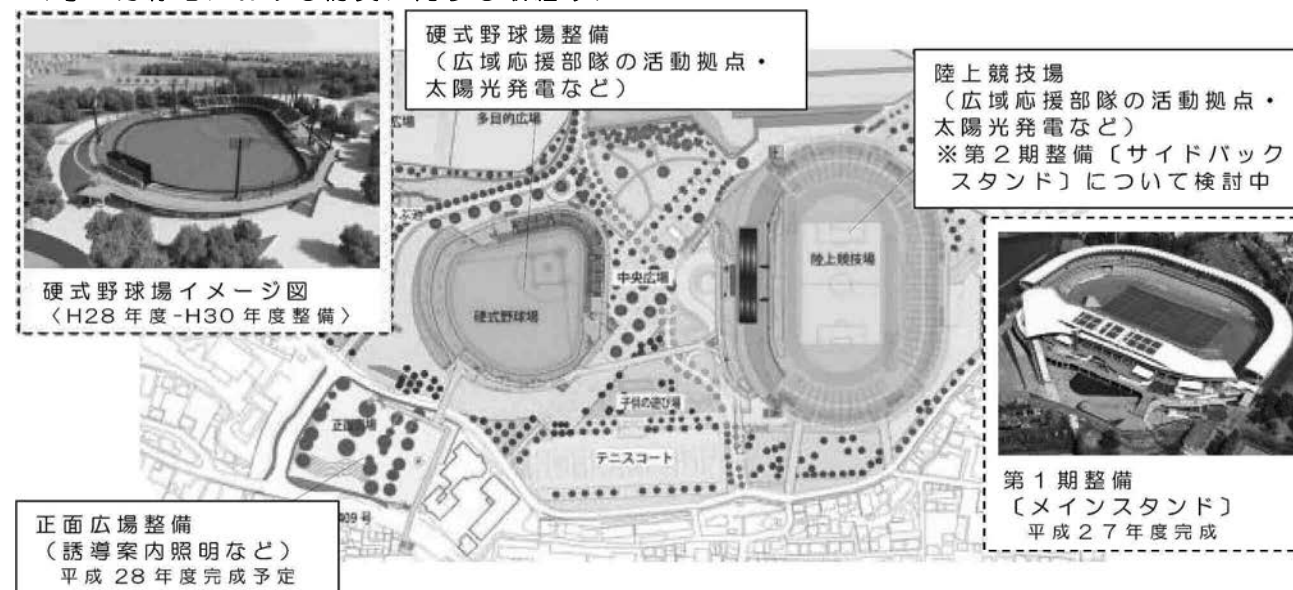 硬式野球場整備
（広域応援部隊の活動拠点・
太陽光発電など）
陸上競技場
（広域応援部隊の活動拠点・
太陽光発電など）
※第２期整備〔サイドバック
スタンド〕について検討中
硬式野球場イメージ図
〈H28年度-H30年度整備〉
広場
多目的広場
中央広場
陸上競技場
硬式野球場
子供の遊び場
テニスコート
第１期整備
〔メインスタンド〕
平成２７年度完成
409号
正面広場整備
（誘導案内照明など）
平成 28 年度完成予定